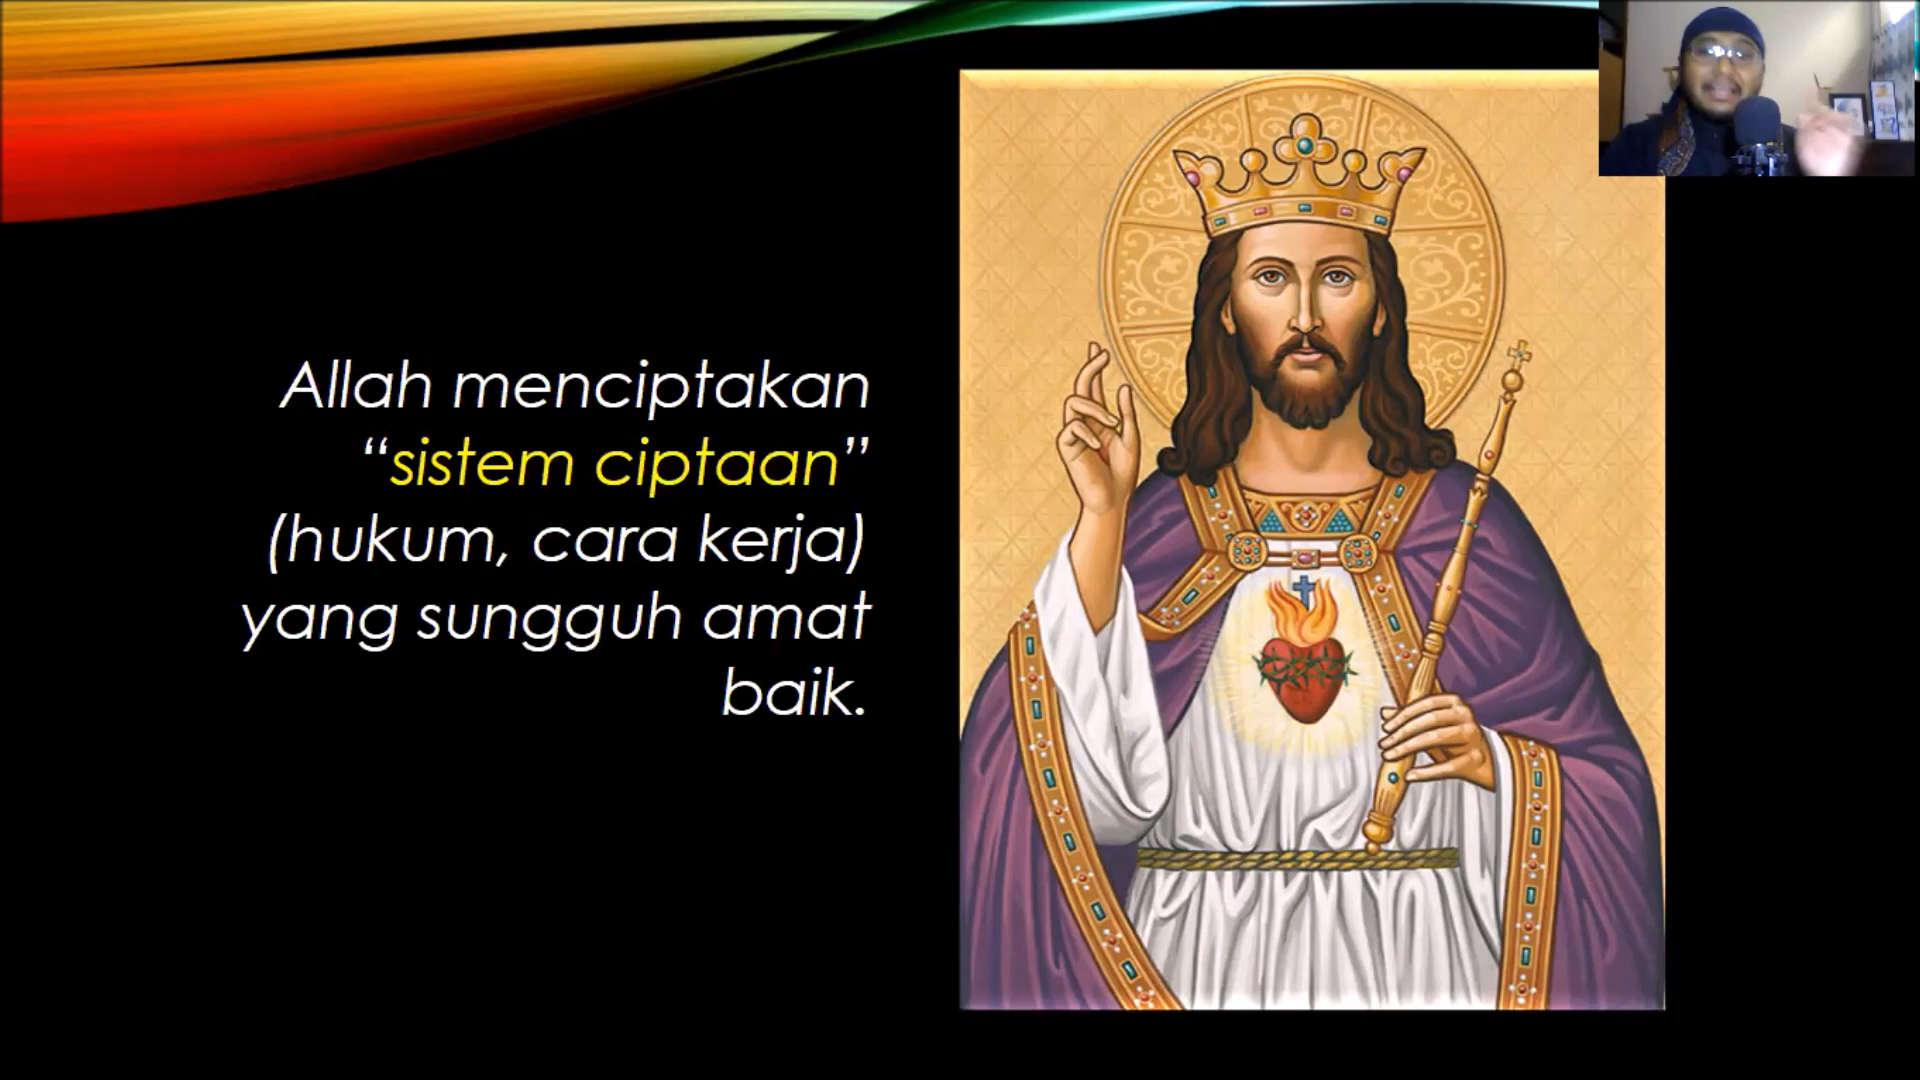 Allah menciptakan
“sistem ciptaan”
(hukum, cara kerja)
yang sungguh amat
baik.